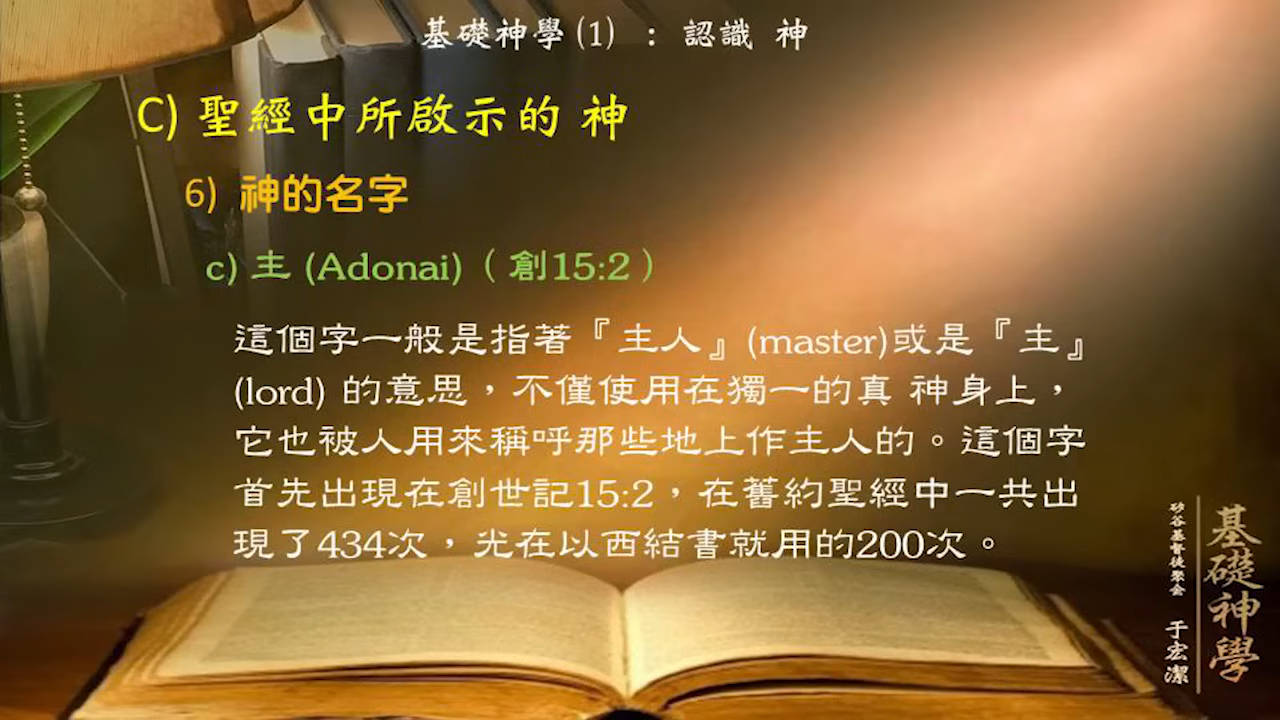 基礎神學(1) : 認識 神
C) 聖經中所啟示的 神
6) 神的名字
c) 主 (Adonai)（創15:2）
這個字一般是指著『主人』(master)或是『主』
(lord) 的意思，不僅使用在獨一的真 神身上，
它也被人用來稱呼那些地上作主人的。這個字
首先出現在創世記15:2，在舊約聖經中一共出
現了434次，光在以西結書就用的200次。
基礎神學
矽谷基督徒聚會 于宏潔